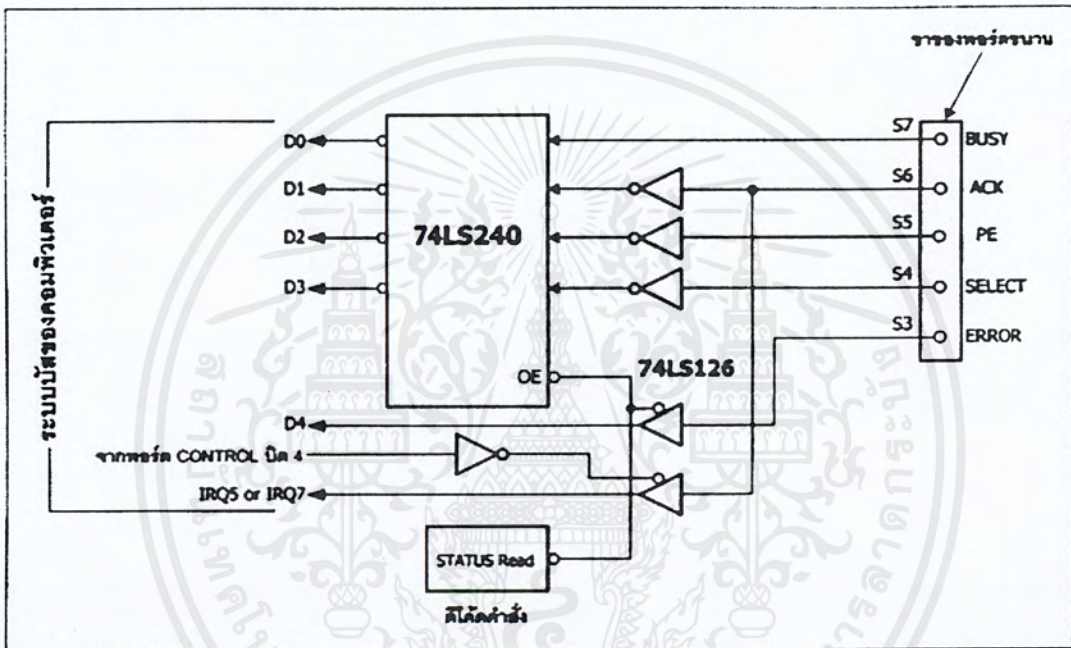 ขาของพอร์ตขนาน
S7 BUSY
S6 ACK
S5 PE
S4 SELECT
S3 ERROR
ระบบบัสของคอมพิวเตอร์
D0
D1
D2
D3
74LS240
OE
74LS126
D4
จากพอร์ต CONTROL บิต 4
IRQ5 or IRQ7
STATUS Read
ดีโค้ดคำสั่ง